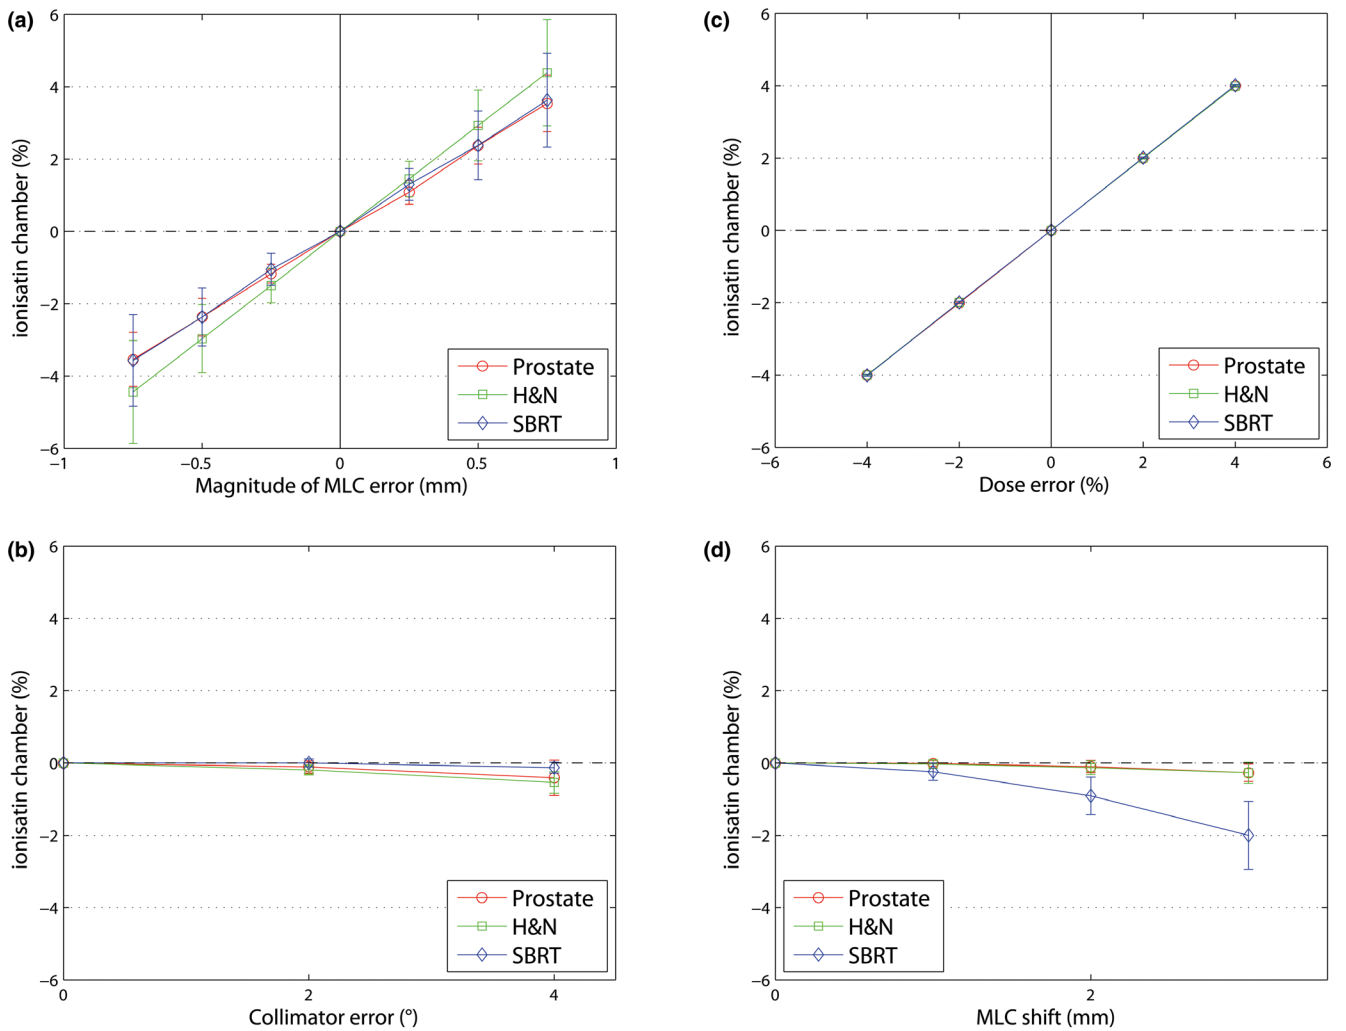 (a)
6
4
2
0
−2
−4
−6
ionisatin chamber (%)
−1
−0.5
0
0.5
1
Magnitude of MLC error (mm)
Prostate
H&N
SBRT
(c)
6
4
2
0
−2
−4
−6
ionisatin chamber (%)
−6
−4
−2
0
2
4
6
Dose error (%)
Prostate
H&N
SBRT
(b)
6
4
2
0
−2
−4
−6
ionisatin chamber (%)
0
2
4
Collimator error (°)
Prostate
H&N
SBRT
(d)
6
4
2
0
−2
−4
−6
ionisatin chamber (%)
0
2
MLC shift (mm)
Prostate
H&N
SBRT